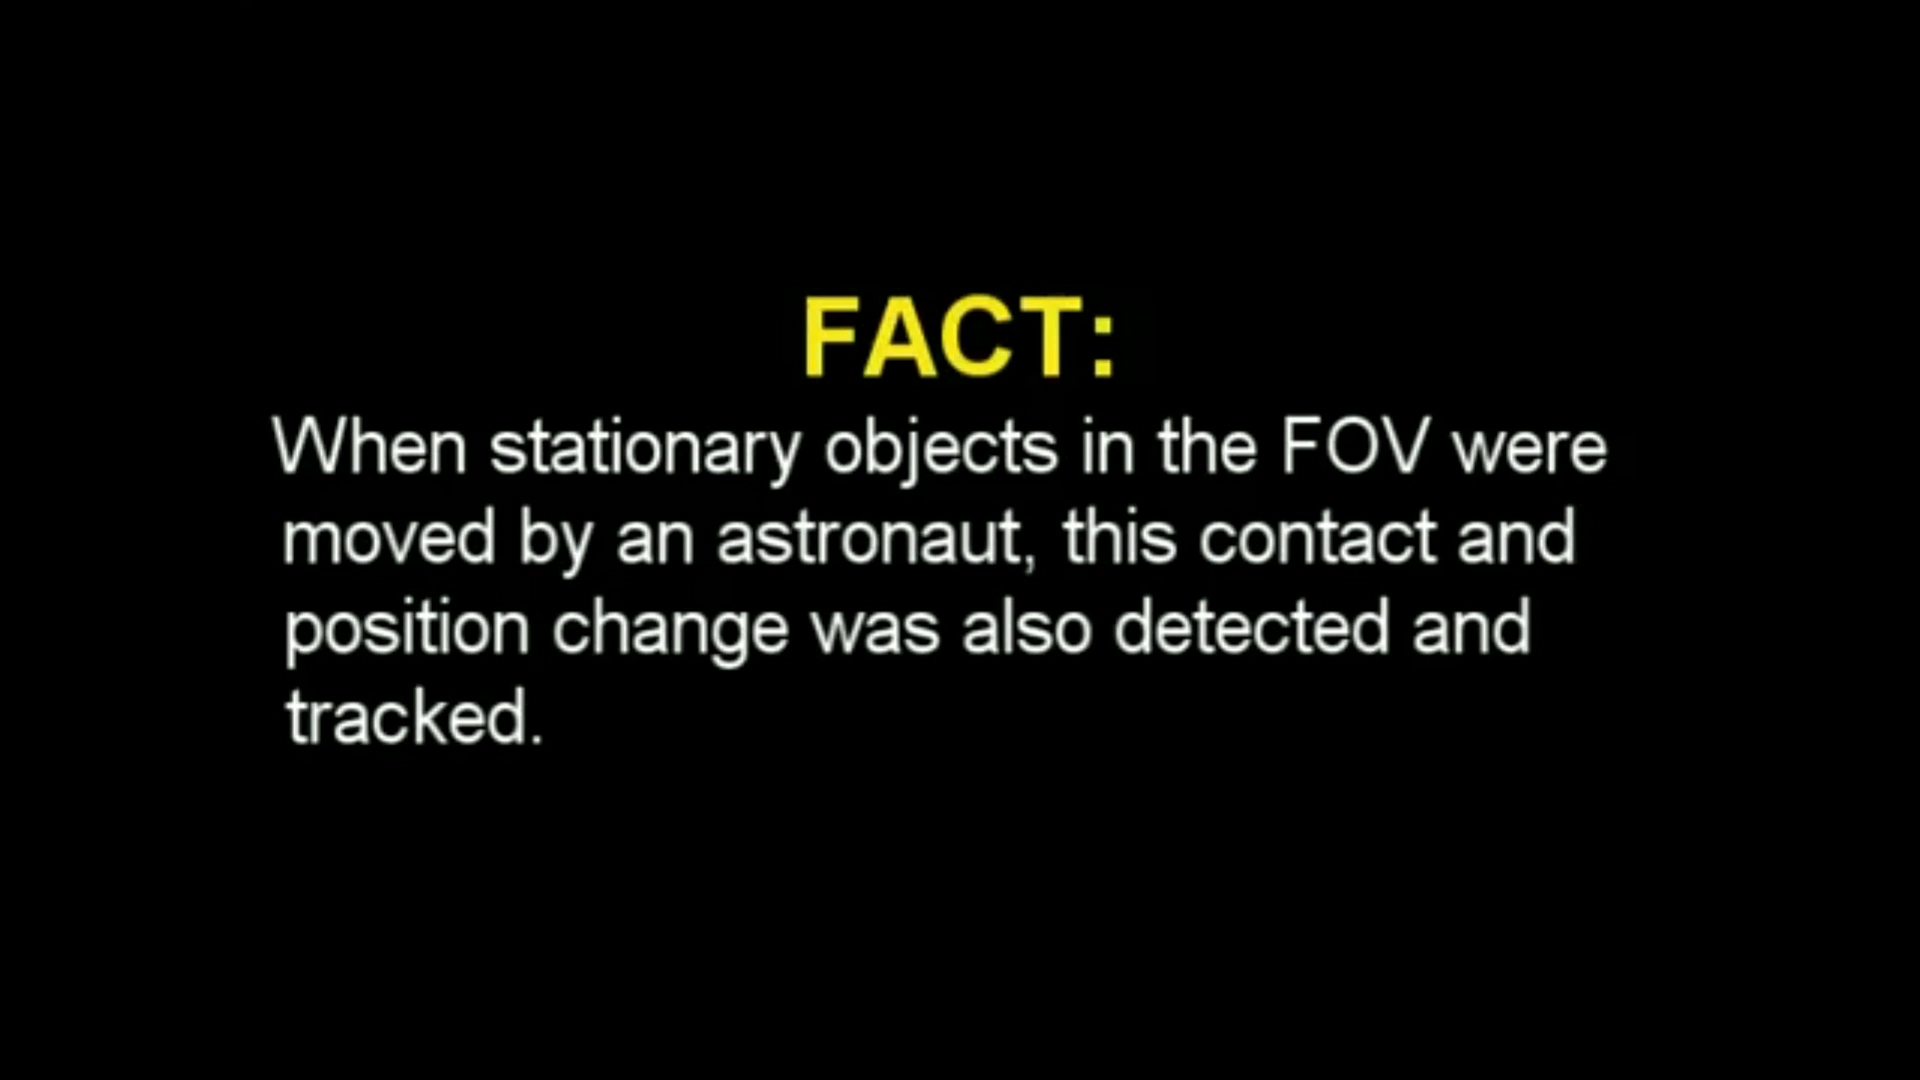 FACT:
When stationary objects in the FOV were
moved by an astronaut, this contact and
position change was also detected and
tracked.